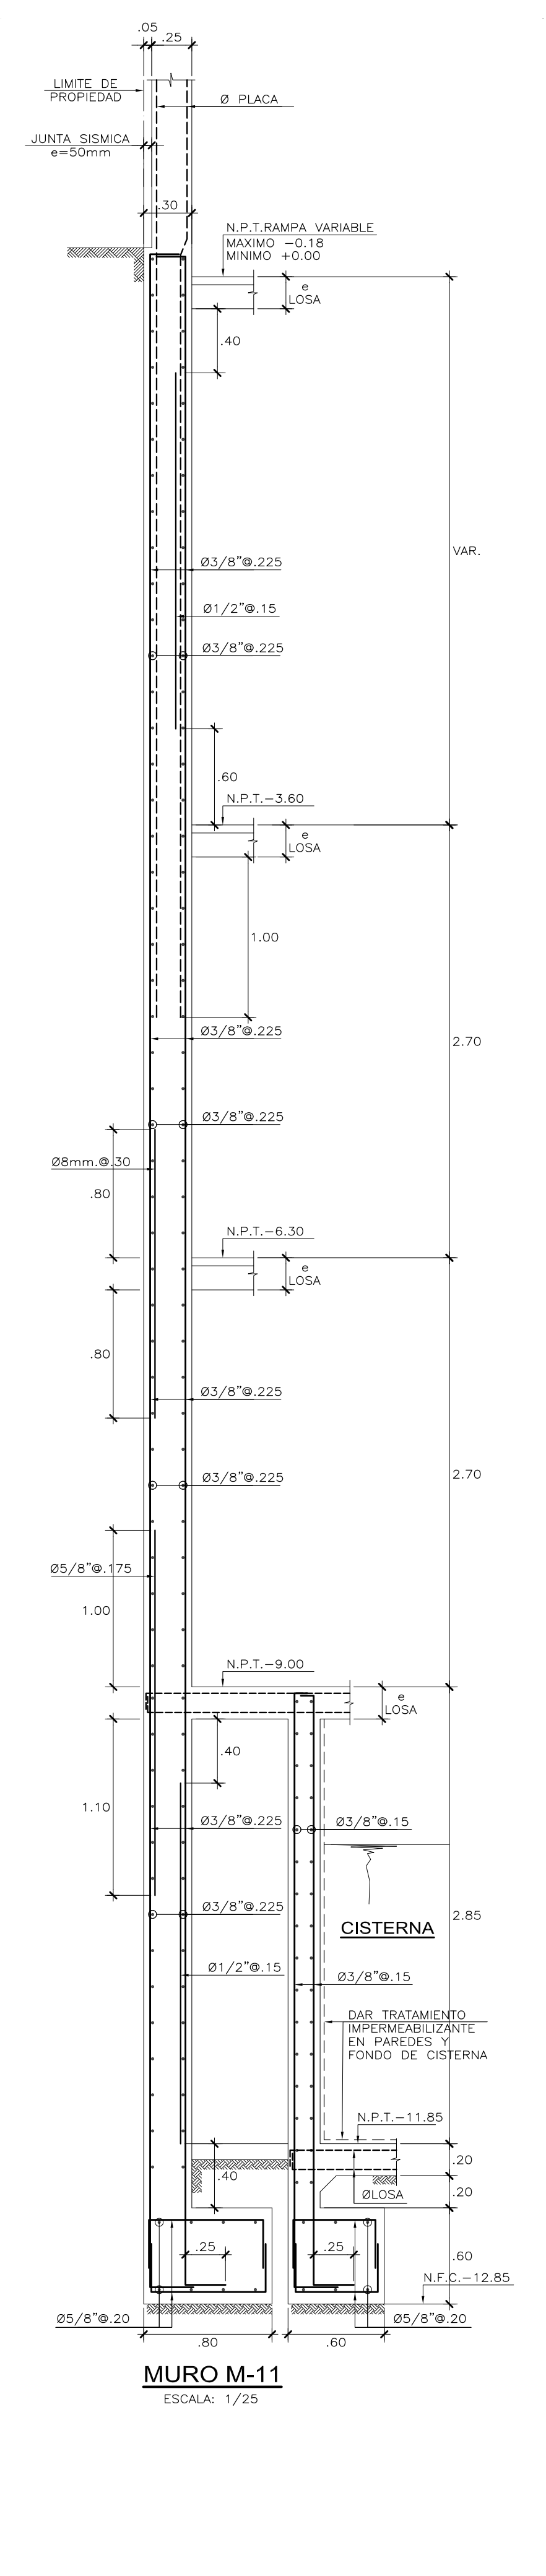 .05
.25
LIMITE DE
PROPIEDAD
Ø PLACA
JUNTA SISMICA
e=50mm
.30
N.P.T.RAMPA VARIABLE
MAXIMO -0.18
MINIMO +0.00
e
LOSA
.40
VAR.
Ø3/8"@.225
Ø1/2"@.15
Ø3/8"@.225
.60
N.P.T.-3.60
e
LOSA
1.00
Ø3/8"@.225
2.70
Ø3/8"@.225
Ø8mm.@.30
.80
N.P.T.-6.30
e
LOSA
.80
Ø3/8"@.225
2.70
Ø3/8"@.225
Ø5/8"@.175
1.00
N.P.T.-9.00
e
LOSA
.40
1.10
Ø3/8"@.225
Ø3/8"@.15
Ø3/8"@.225
CISTERNA
2.85
Ø1/2"@.15
Ø3/8"@.15
DAR TRATAMIENTO
IMPERMEABILIZANTE
EN PAREDES Y
FONDO DE CISTERNA
N.P.T.-11.85
.20
.40
ØLOSA
.20
.25
.25
.60
N.F.C.-12.85
Ø5/8"@.20
Ø5/8"@.20
.80
.60
MURO M-11
ESCALA: 1/25